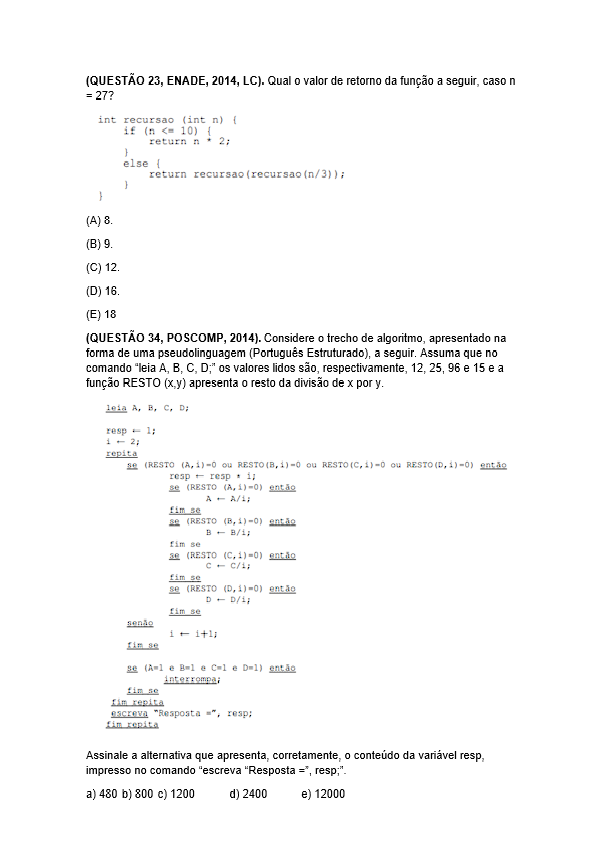 (QUESTÃO 23, ENADE, 2014, LC). Qual o valor de retorno da função a seguir, caso n
= 27?
int recursao (int n) {
if (n <= 10) {
return n * 2;
}
else {
return recursao(recursao(n/3));
}
}
(A) 8.
(B) 9.
(C) 12.
(D) 16.
(E) 18
(QUESTÃO 34, POSCOMP, 2014). Considere o trecho de algoritmo, apresentado na
forma de uma pseudolinguagem (Português Estruturado), a seguir. Assuma que no
comando “leia A, B, C, D;” os valores lidos são, respectivamente, 12, 25, 96 e 15 e a
função RESTO (x,y) apresenta o resto da divisão de x por y.
leia A, B, C, D;
resp ← 1;
i ← 2;
repita
se (RESTO (A,i)=0 ou RESTO(B,i)=0 ou RESTO(C,i)=0 ou RESTO(D,i)=0) então
resp ← resp * i;
se (RESTO (A,i)=0) então
A ← A/i;
fim se
se (RESTO (B,i)=0) então
B ← B/i;
fim se
se (RESTO (C,i)=0) então
C ← C/i;
fim se
se (RESTO (D,i)=0) então
D ← D/i;
fim se
senão
i ← i+1;
fim se
se (A=1 e B=1 e C=1 e D=1) então
interrompa;
fim se
fim repita
escreva "Resposta =", resp;
fim repita
Assinale a alternativa que apresenta, corretamente, o conteúdo da variável resp,
impresso no comando “escreva “Resposta =”, resp;”.
a) 480 b) 800 c) 1200 d) 2400 e) 12000